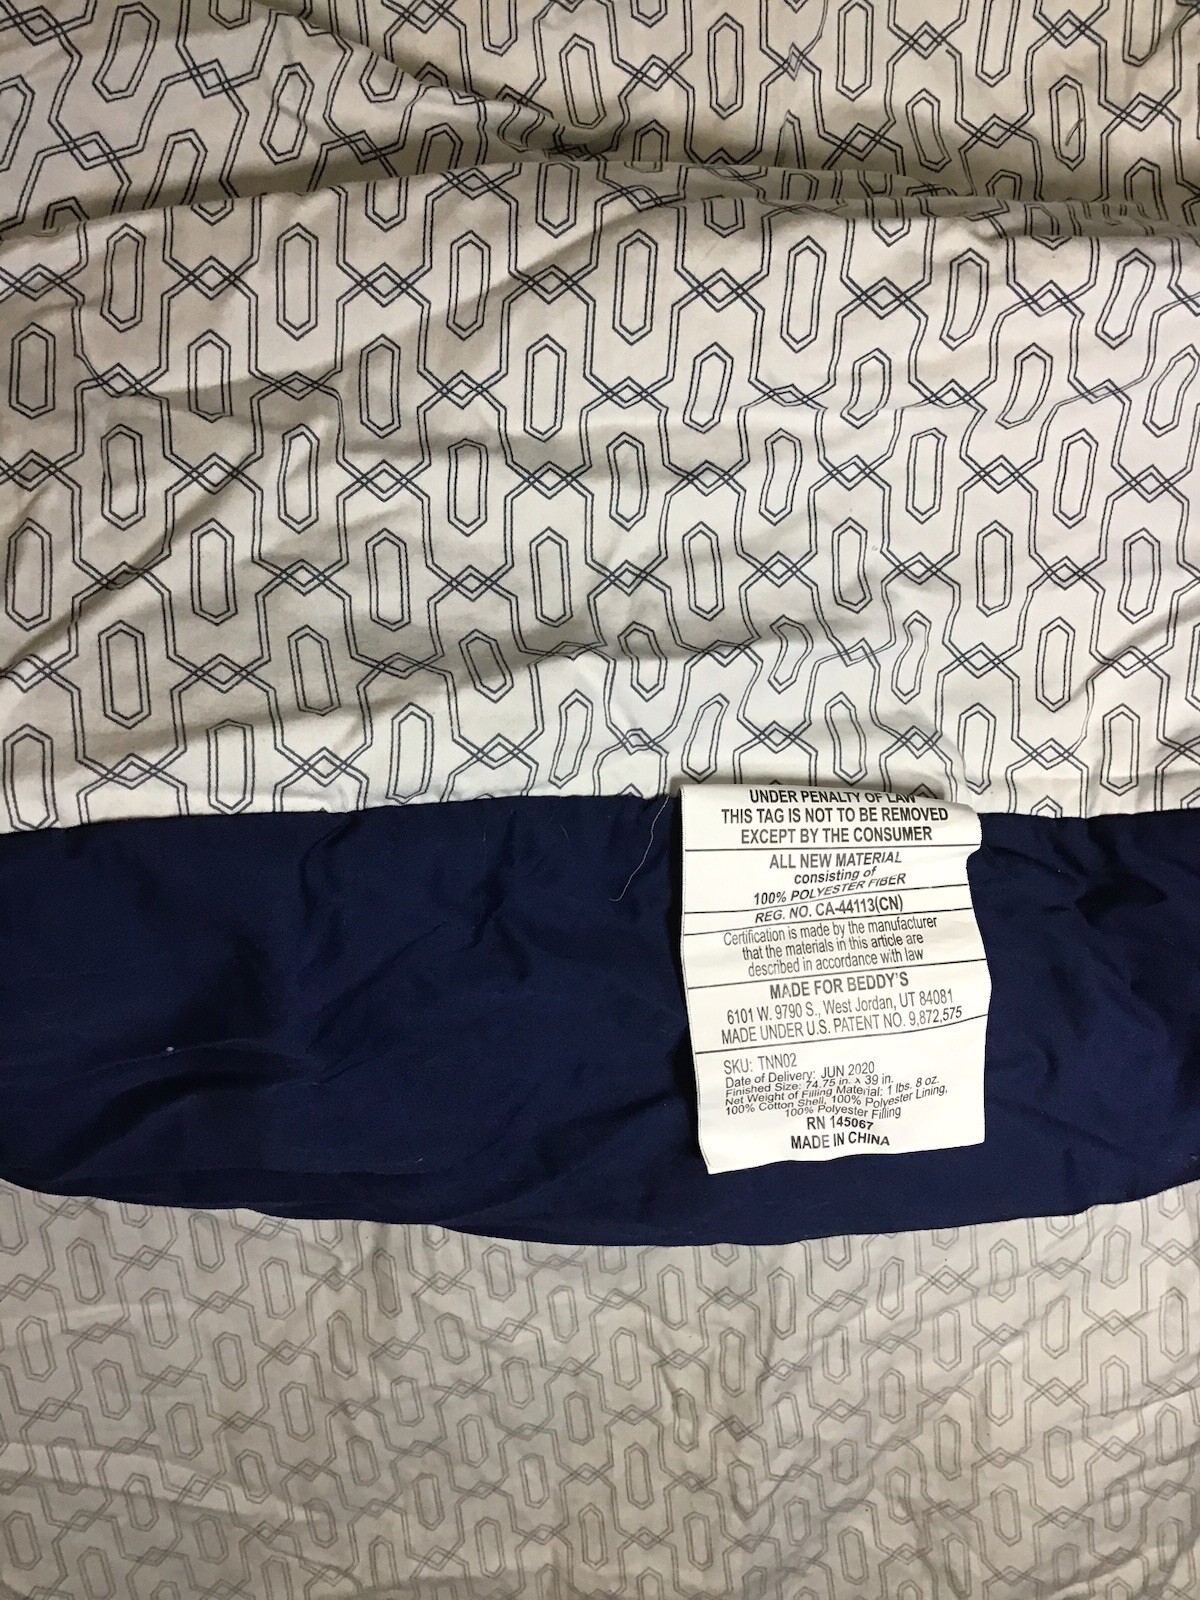 UNDER PENALTY OF LAW
THIS TAG IS NOT TO BE REMOVED
EXCEPT BY THE CONSUMER
ALL NEW MATERIAL
consisting of
100% POLYESTER FIBER
REG. NO. CA-44113(CN)
Certification is made by the manufacturer
that the materials in this article are
described in accordance with law
MADE FOR BEDDY'S
6101 W. 9790 S., West Jordan, UT 84081
MADE UNDER U.S. PATENT NO. 9,872,575
SKU: TNN02
Date of Delivery: JUN 2020
Finished Size: 74.75 in. x 39 in.
Net Weight of Filling Material: 1 lbs. 8 oz.
100% Cotton Shell, 100% Polyester Lining,
100% Polyester Filling
RN 145067
MADE IN CHINA